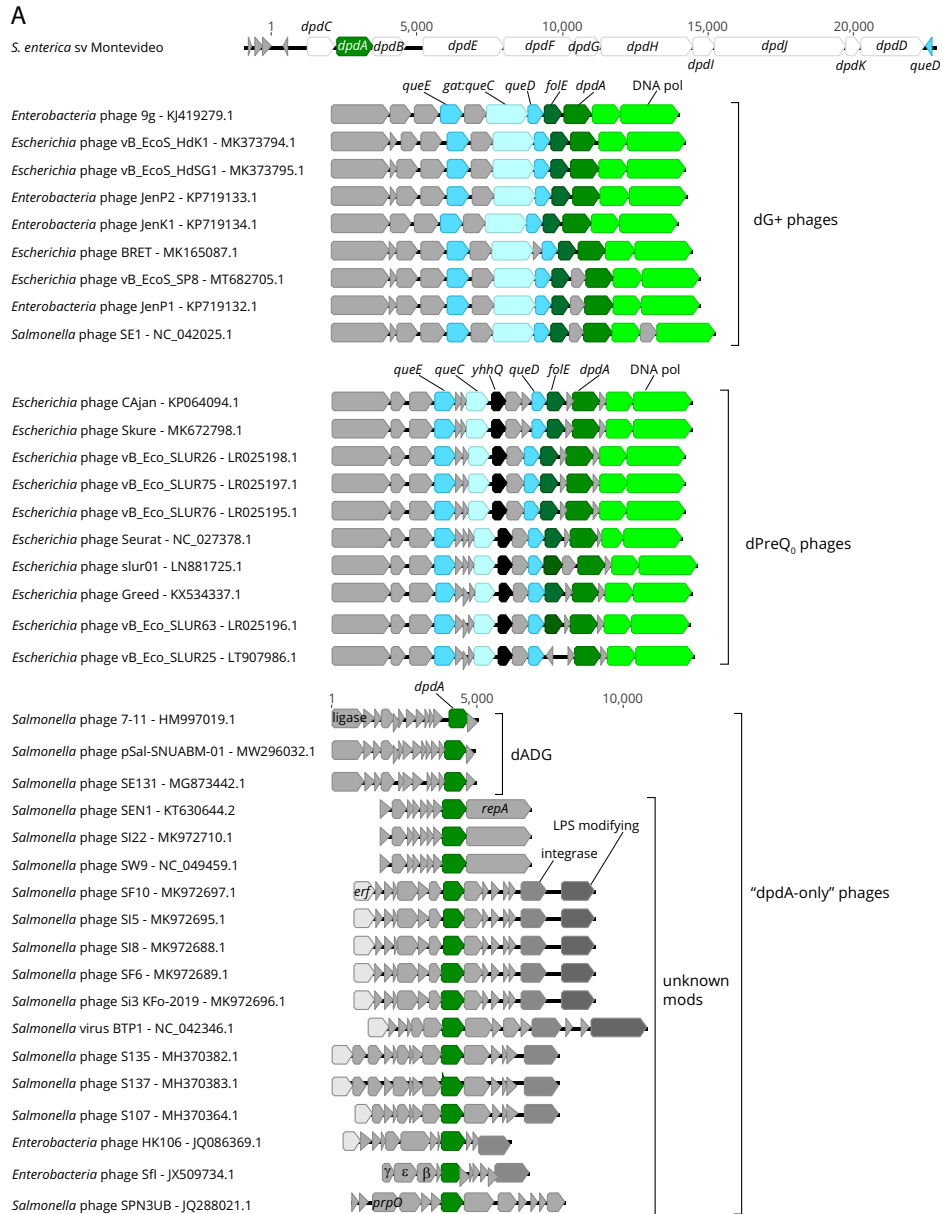 A
1 5,000 10,000 15,000 20,000
dpdC
S. enterica sv Montevideo dpdA dpdB dpdE dpdF dpdG dpdH dpdJ dpdD
dpdI dpdK queD
queE gat:queC queD folE dpdA DNA pol
Enterobacteria phage 9g - KJ419279.1
Escherichia phage vB_EcoS_HdK1 - MK373794.1
Escherichia phage vB_EcoS_HdSG1 - MK373795.1
Enterobacteria phage JenP2 - KP719133.1
Enterobacteria phage JenK1 - KP719134.1
dG+ phages
Escherichia phage BRET - MK165087.1
Escherichia phage vB_EcoS_SP8 - MT682705.1
Enterobacteria phage JenP1 - KP719132.1
Salmonella phage SE1 - NC_042025.1
queE queC yhhQ queD folE dpdA DNA pol
Escherichia phage CAjan - KP064094.1
Escherichia phage Skure - MK672798.1
Escherichia phage vB_Eco_SLUR26 - LR025198.1
Escherichia phage vB_Eco_SLUR75 - LR025197.1
Escherichia phage vB_Eco_SLUR76 - LR025195.1
Escherichia phage Seurat - NC_027378.1
dPreQ₀ phages
Escherichia phage slur01 - LN881725.1
Escherichia phage Greed - KX534337.1
Escherichia phage vB_Eco_SLUR63 - LR025196.1
Escherichia phage vB_Eco_SLUR25 - LT907986.1
dpdA
1 5,000 10,000
Salmonella phage 7-11 - HM997019.1 ligase
Salmonella phage pSal-SNUABM-01 - MW296032.1
dADG
Salmonella phage SE131 - MG873442.1
Salmonella phage SEN1 - KT630644.2 repA
LPS modifying
Salmonella phage SI22 - MK972710.1
integrase
Salmonella phage SW9 - NC_049459.1
Salmonella phage SF10 - MK972697.1 erf
"dpdA-only" phages
Salmonella phage SI5 - MK972695.1
Salmonella phage SI8 - MK972688.1
Salmonella phage SF6 - MK972689.1
unknown
mods
Salmonella phage Si3 KFo-2019 - MK972696.1
Salmonella virus BTP1 - NC_042346.1
Salmonella phage S135 - MH370382.1
Salmonella phage S137 - MH370383.1
Salmonella phage S107 - MH370364.1
Enterobacteria phage HK106 - JQ086369.1
Enterobacteria phage SfI - JX509734.1 γ ε β
Salmonella phage SPN3UB - JQ288021.1 prpO